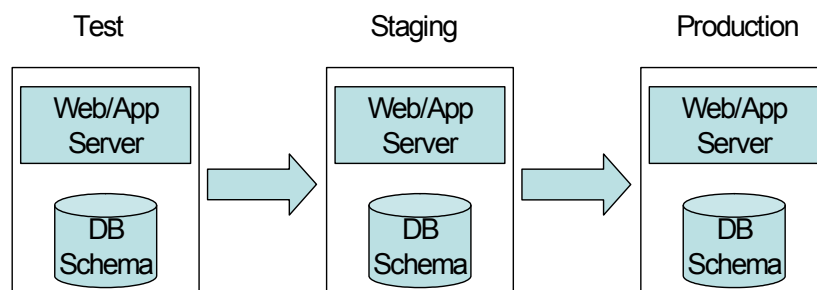 Test
Staging
Production
Web/App
Server
Web/App
Server
Web/App
Server
DB
Schema
DB
Schema
DB
Schema